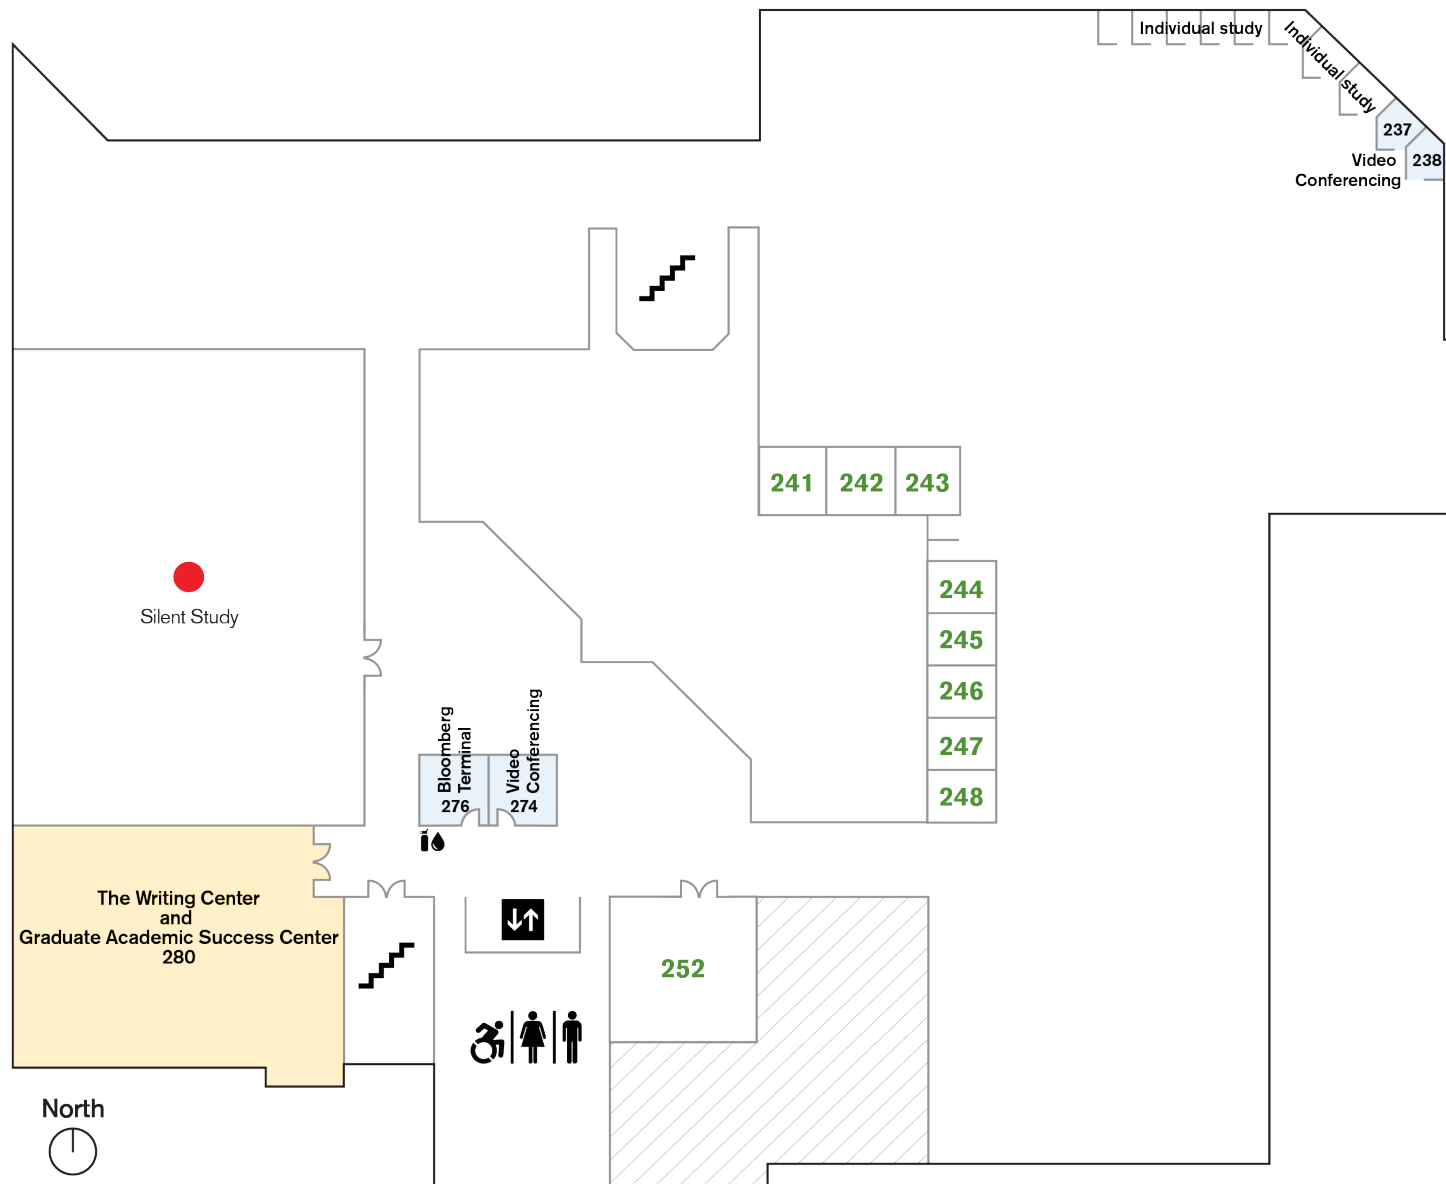 Individual study
Individual study
237
Video
Conferencing
238
241
242
243
244
245
246
247
248
Silent Study
Bloomberg
Terminal
276
Video
Conferencing
274
The Writing Center
and
Graduate Academic Success Center
280
252
North